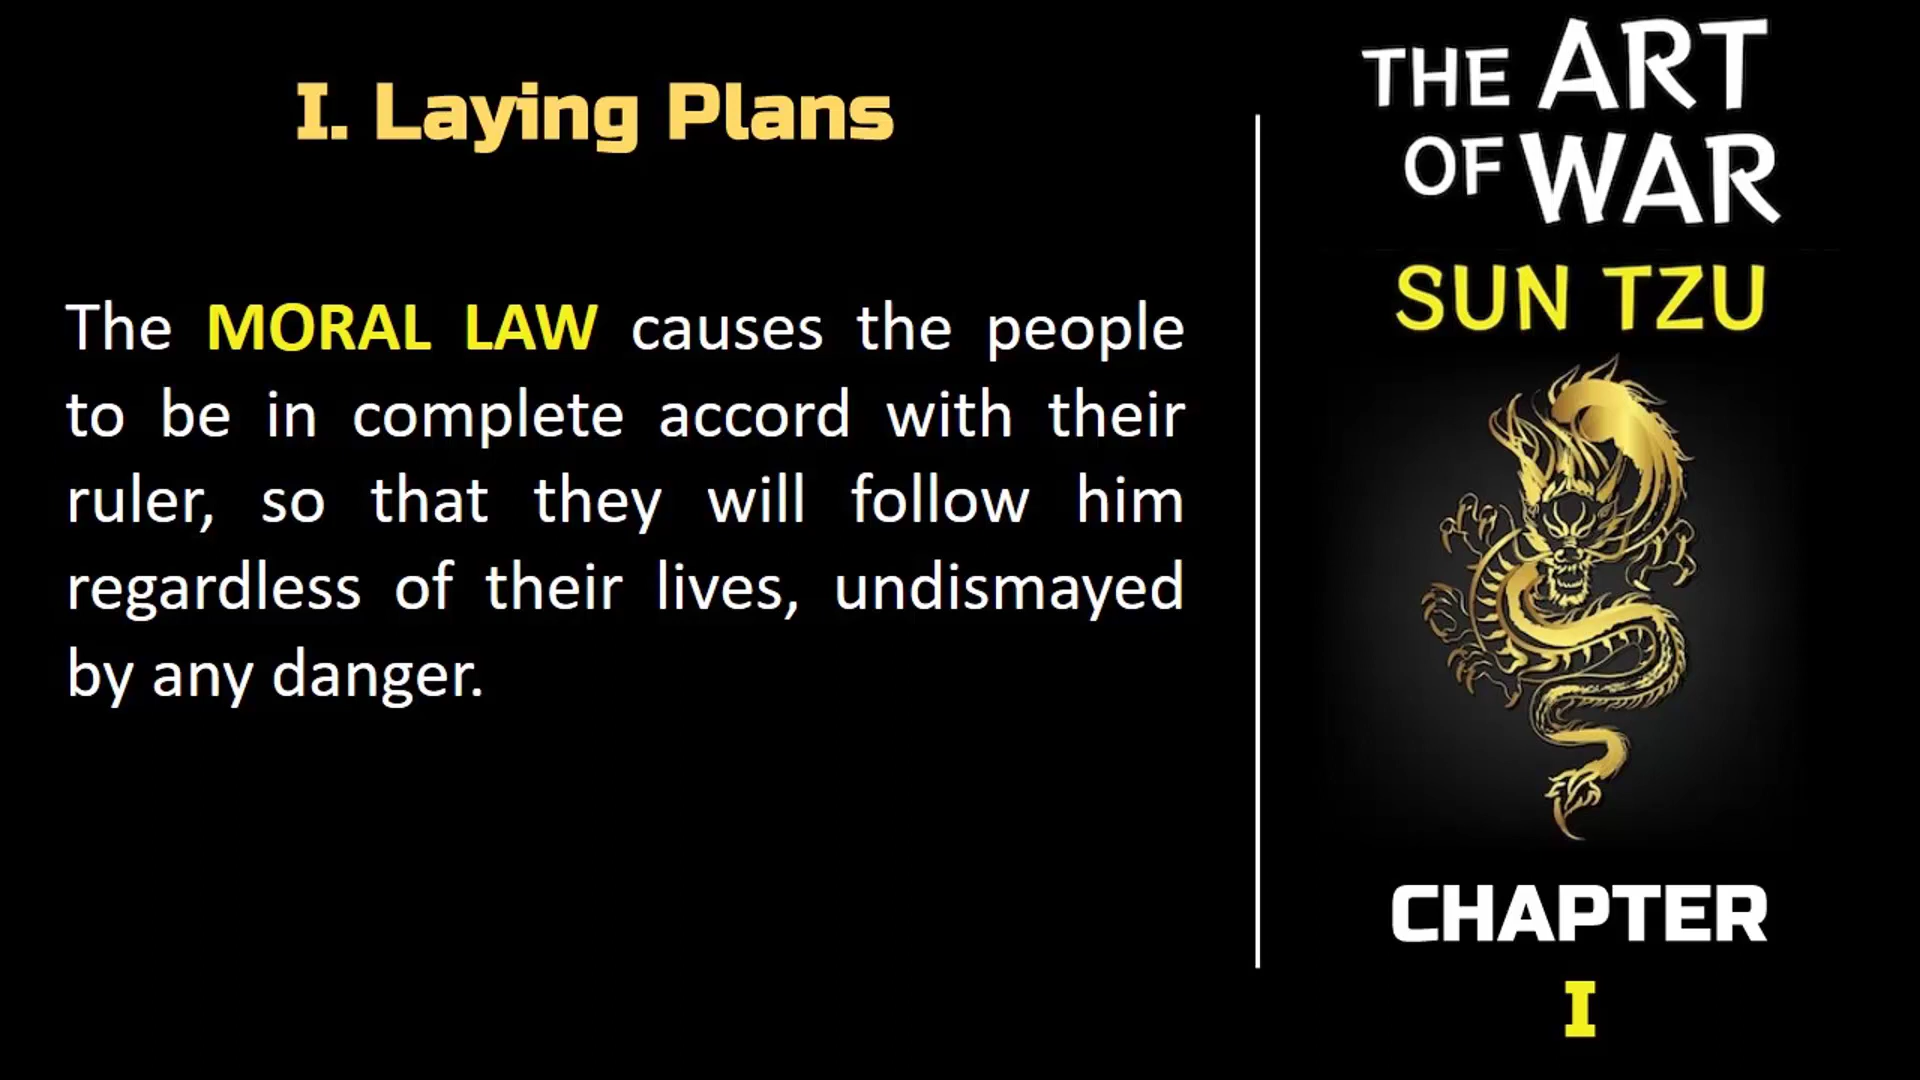 I. Laying Plans
The MORAL LAW causes the people
to be in complete accord with their
ruler, so that they will follow him
regardless of their lives, undismayed
by any danger.
THE ART
OF WAR
SUN TZU
CHAPTER
I